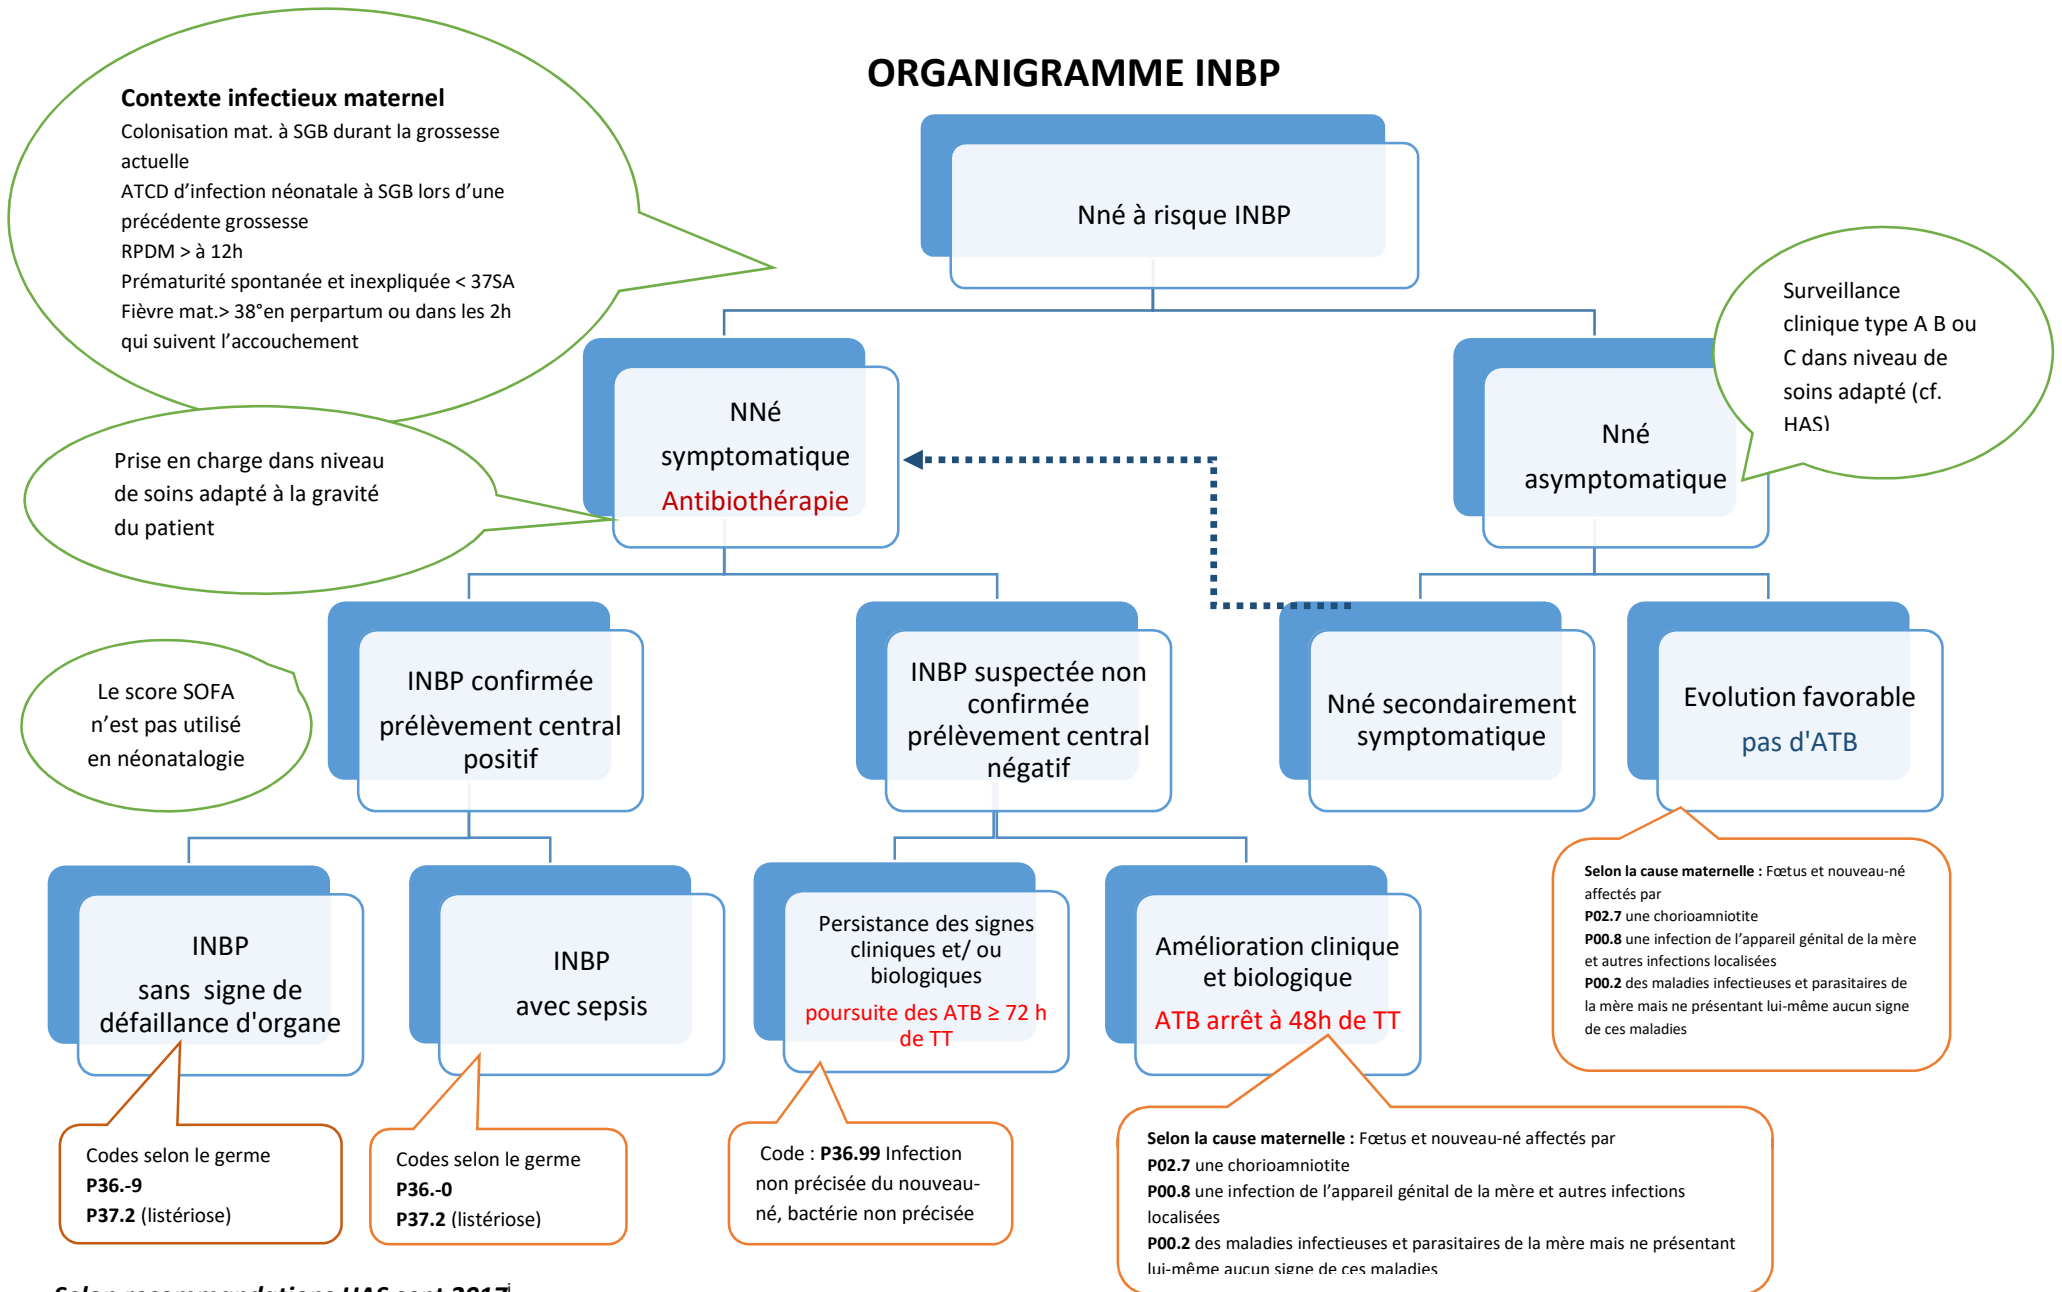 ORGANIGRAMME INBP
Contexte infectieux maternel
Colonisation mat. à SGB durant la grossesse
actuelle
ATCD d’infection néonatale à SGB lors d’une
précédente grossesse
RPDM > à 12h
Prématurité spontanée et inexpliquée < 37SA
Fièvre mat.> 38°en perpartum ou dans les 2h
qui suivent l’accouchement
Nné à risque INBP
Surveillance
clinique type A B ou
C dans niveau de
soins adapté (cf.
HAS)
Prise en charge dans niveau
de soins adapté à la gravité
du patient
NNé
symptomatique
Antibiothérapie
Nné
asymptomatique
Le score SOFA
n’est pas utilisé
en néonatalogie
INBP confirmée
prélèvement central
positif
INBP suspectée non
confirmée
prélèvement central
négatif
Nné secondairement
symptomatique
Evolution favorable
pas d'ATB
INBP
sans signe de
défaillance d'organe
INBP
avec sepsis
Persistance des signes
cliniques et/ ou
biologiques
poursuite des ATB ≥ 72 h
de TT
Amélioration clinique
et biologique
ATB arrêt à 48h de TT
Selon la cause maternelle : Fœtus et nouveau-né
affectés par
P02.7 une chorioamniotite
P00.8 une infection de l’appareil génital de la mère
et autres infections localisées
P00.2 des maladies infectieuses et parasitaires de
la mère mais ne présentant lui-même aucun signe
de ces maladies
Codes selon le germe
P36.-9
P37.2 (listériose)
Codes selon le germe
P36.-0
P37.2 (listériose)
Code : P36.99 Infection
non précisée du nouveau-
né, bactérie non précisée
Selon la cause maternelle : Fœtus et nouveau-né affectés par
P02.7 une chorioamniotite
P00.8 une infection de l’appareil génital de la mère et autres infections
localisées
P00.2 des maladies infectieuses et parasitaires de la mère mais ne présentant
lui-même aucun signe de ces maladies
Selon recommandations HAS sept 2017i